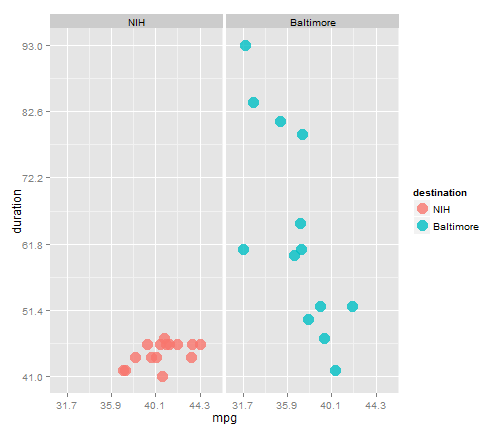 NIH Baltimore
93.0
82.6
72.2
61.8
51.4
41.0
duration
31.7 35.9 40.1 44.3 31.7 35.9 40.1 44.3
mpg
destination
NIH
Baltimore